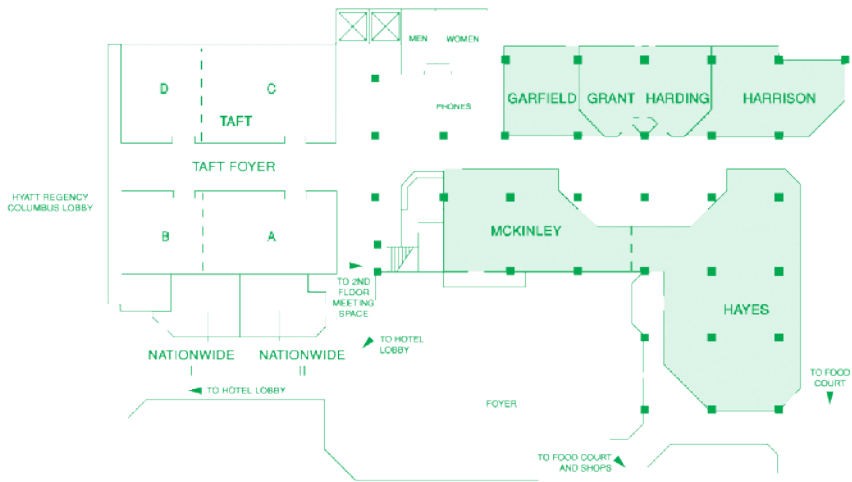 MEN
WOMEN
D
C
PHONES
GARFIELD
GRANT
HARDING
HARRISON
TAFT
TAFT FOYER
HYATT REGENCY
COLUMBUS LOBBY
B
A
MCKINLEY
TO 2ND
FLOOR
MEETING
SPACE
HAYES
TO HOTEL
LOBBY
NATIONWIDE
I
NATIONWIDE
II
TO HOTEL LOBBY
FOYER
TO FOOD
COURT
TO FOOD COURT
AND SHOPS